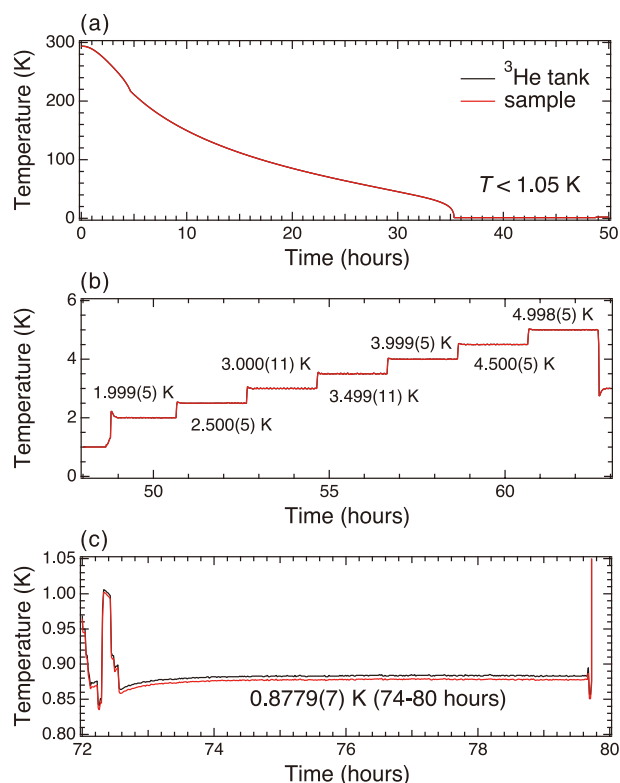 (a)
300
200
100
0
Temperature (K)
³He tank
sample
T < 1.05 K
0 10 20 30 40 50
Time (hours)
(b)
6
4
2
0
Temperature (K)
1.999(5) K
2.500(5) K
3.000(11) K
3.499(11) K
3.999(5) K
4.500(5) K
4.998(5) K
50 55 60
Time (hours)
(c)
1.05
1.00
0.95
0.90
0.85
0.80
Temperature (K)
0.8779(7) K (74-80 hours)
72 74 76 78 80
Time (hours)